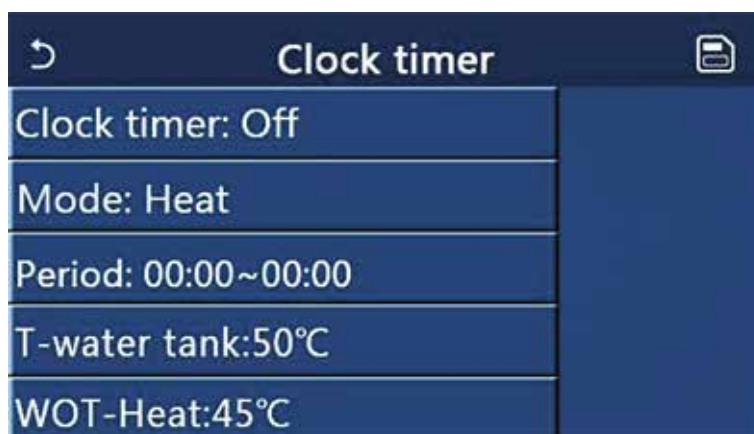 Clock timer
Clock timer: Off
Mode: Heat
Period: 00:00~00:00
T-water tank:50℃
WOT-Heat:45℃